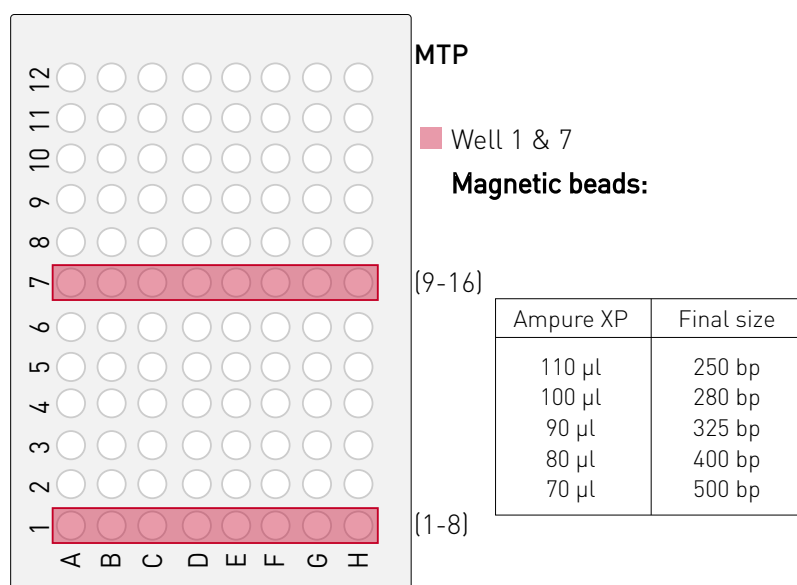 MTP
Well 1 & 7
Magnetic beads:
12
11
10
9
8
7
(9-16)
6
5
4
3
2
1
(1-8)
A B C D E F G H
Ampure XP Final size
110 µl 250 bp
100 µl 280 bp
90 µl 325 bp
80 µl 400 bp
70 µl 500 bp